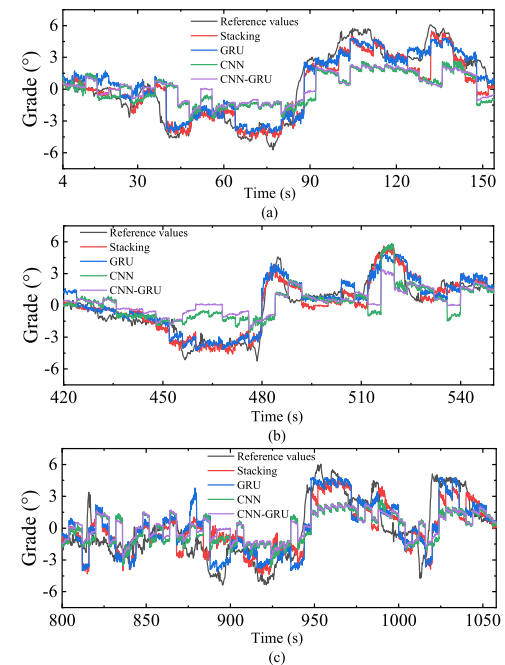 (a)
Reference values
Stacking
GRU
CNN
CNN-GRU
Grade (°)
6
3
0
-3
-6
4 30 60 90 120 150
Time (s)
(a)
Reference values
Stacking
GRU
CNN
CNN-GRU
Grade (°)
6
3
0
-3
-6
420 450 480 510 540
Time (s)
(b)
Reference values
Stacking
GRU
CNN
CNN-GRU
Grade (°)
6
3
0
-3
-6
800 850 900 950 1000 1050
Time (s)
(c)